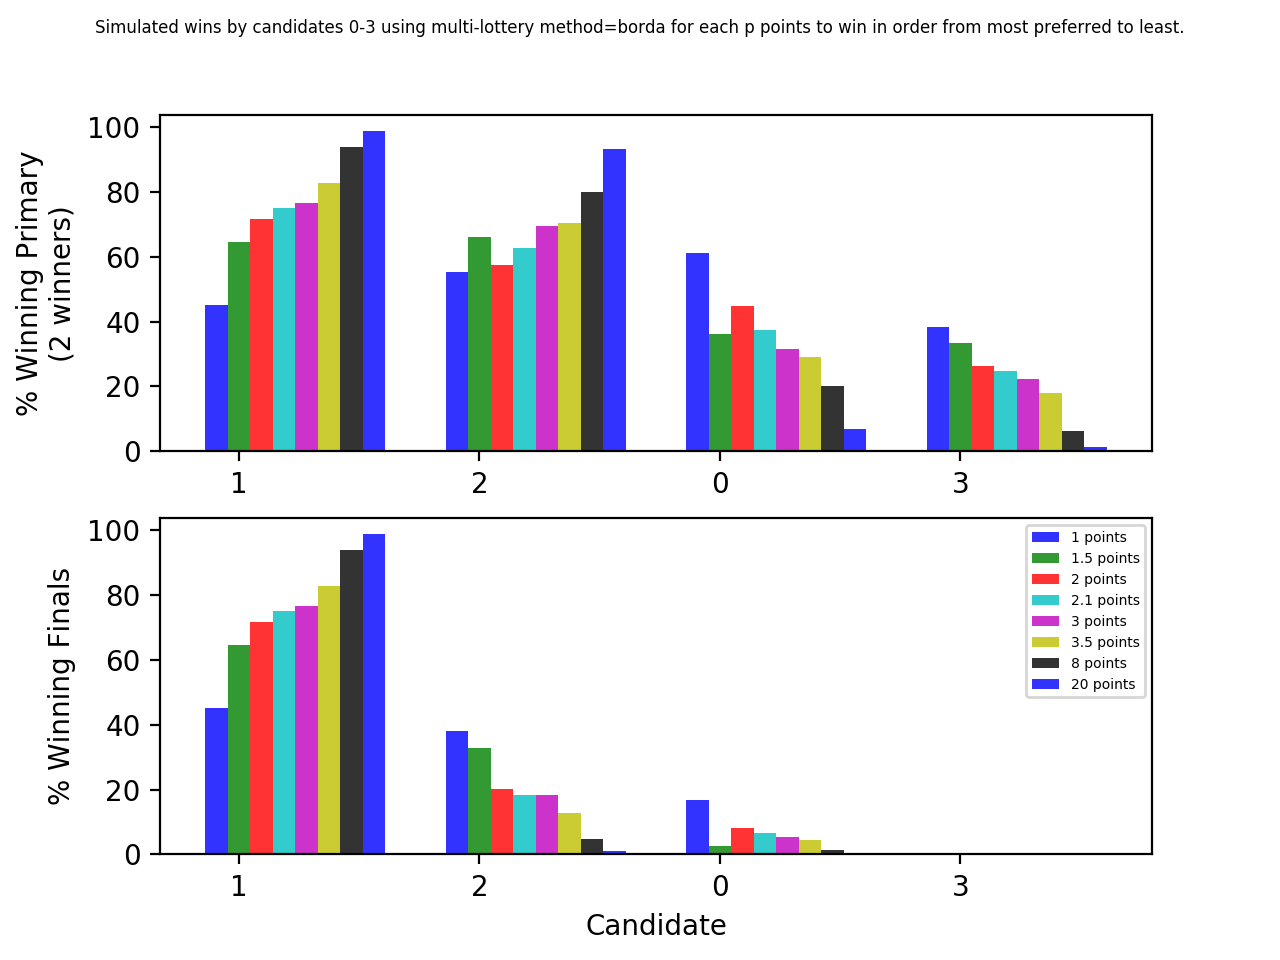 Simulated wins by candidates 0-3 using multi-lottery method=borda for each p points to win in order from most preferred to least.
% Winning Primary
(2 winners)
100
80
60
40
20
0
1 2 0 3
% Winning Finals
100
80
60
40
20
0
1 points
1.5 points
2 points
2.1 points
3 points
3.5 points
8 points
20 points
1 2 0 3
Candidate